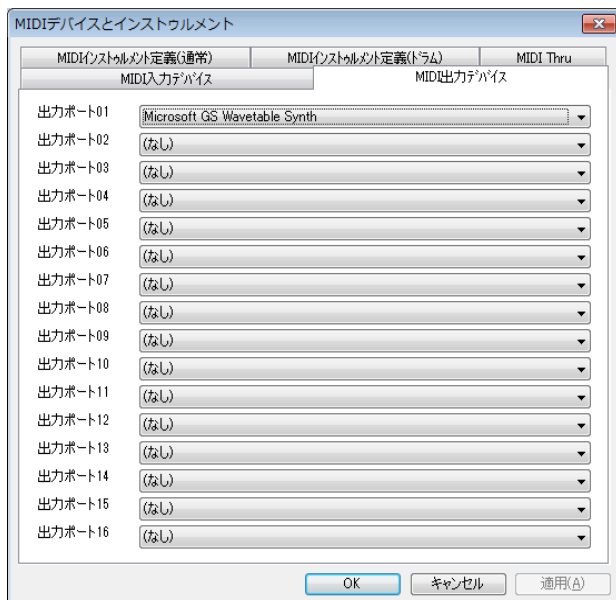 MIDIデバイスとインストゥルメント
MIDIインストゥルメント定義(通常) MIDIインストゥルメント定義(ドラム) MIDI Thru
MIDI入力デバイス MIDI出力デバイス
出力ポート01 Microsoft GS Wavetable Synth
出力ポート02 (なし)
出力ポート03 (なし)
出力ポート04 (なし)
出力ポート05 (なし)
出力ポート06 (なし)
出力ポート07 (なし)
出力ポート08 (なし)
出力ポート09 (なし)
出力ポート10 (なし)
出力ポート11 (なし)
出力ポート12 (なし)
出力ポート13 (なし)
出力ポート14 (なし)
出力ポート15 (なし)
出力ポート16 (なし)
OK キャンセル 適用(A)